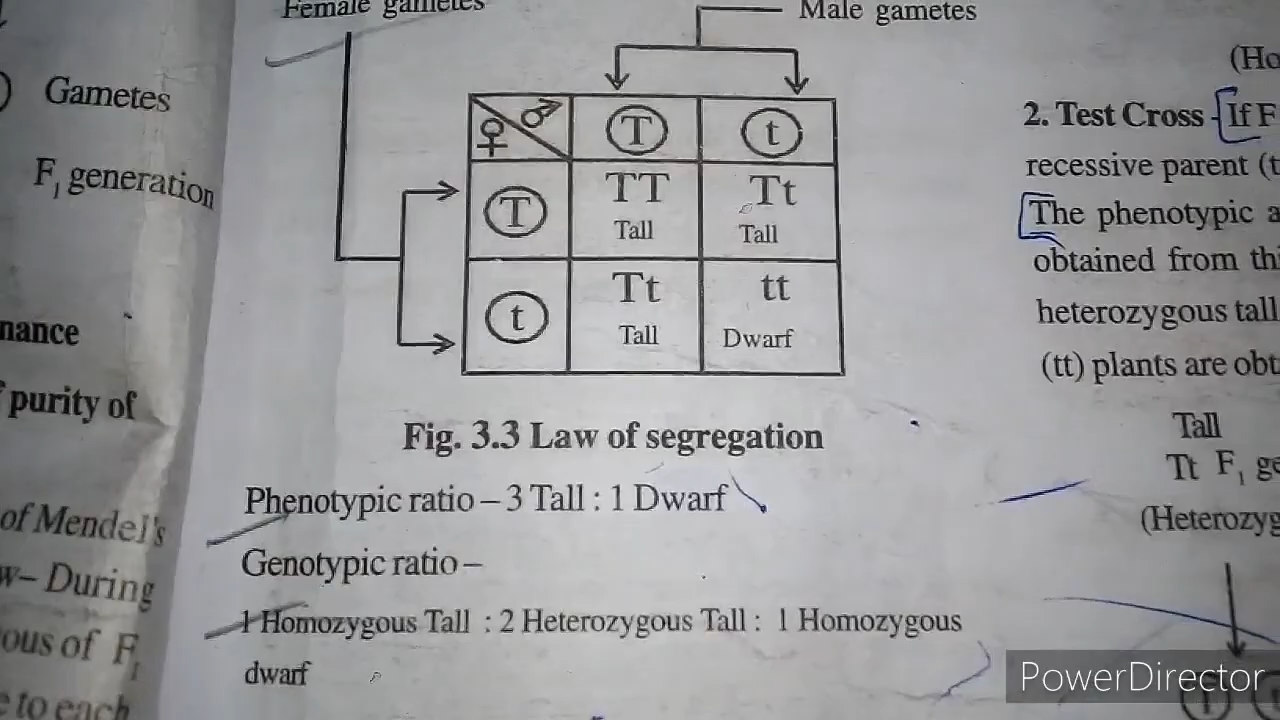 Gametes
F₁ generation
nance
purity of
of Mendel's
w– During
ous of F₁
e to each
Female gametes
Male gametes
♀ ♂ T t
T TT Tt
Tall Tall
t Tt tt
Tall Dwarf
Fig. 3.3 Law of segregation
Phenotypic ratio – 3 Tall : 1 Dwarf
Genotypic ratio –
1 Homozygous Tall : 2 Heterozygous Tall : 1 Homozygous
dwarf
(Ho
2. Test Cross - If F
recessive parent (t
The phenotypic a
obtained from th
heterozygous tall
(tt) plants are obt
Tall
Tt F₁ ge
(Heterozyg
PowerDirector